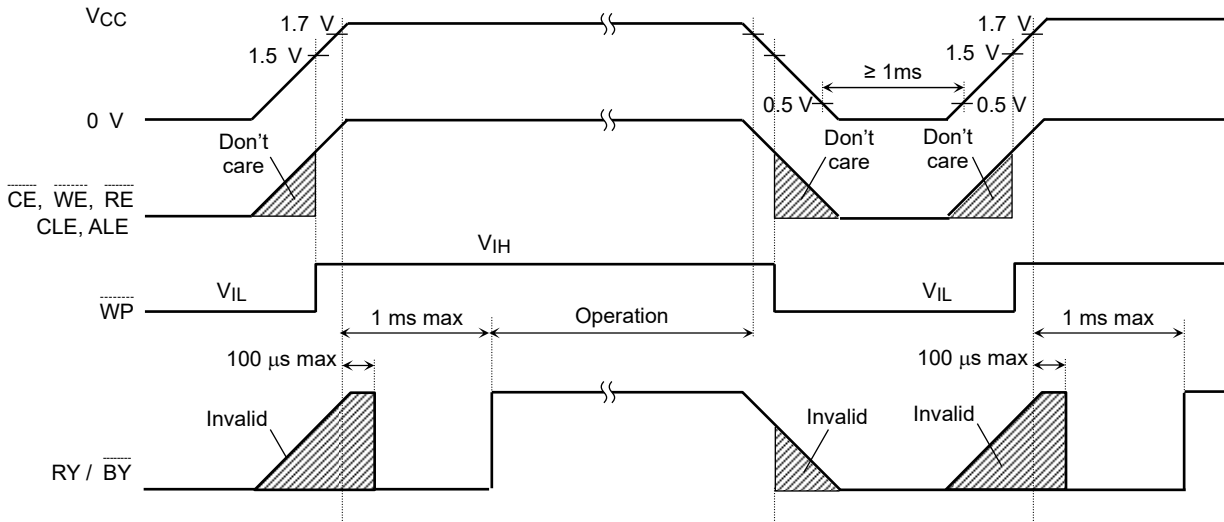 VCC
1.7 V
1.5 V
0 V
≥ 1ms
0.5 V
0.5 V
1.7 V
1.5 V
Don't
care
Don't
care
Don't
care
CE, WE, RE
CLE, ALE
VIH
VIL
VIL
WP
1 ms max
Operation
1 ms max
100 μs max
100 μs max
Invalid
Invalid
Invalid
RY / BY